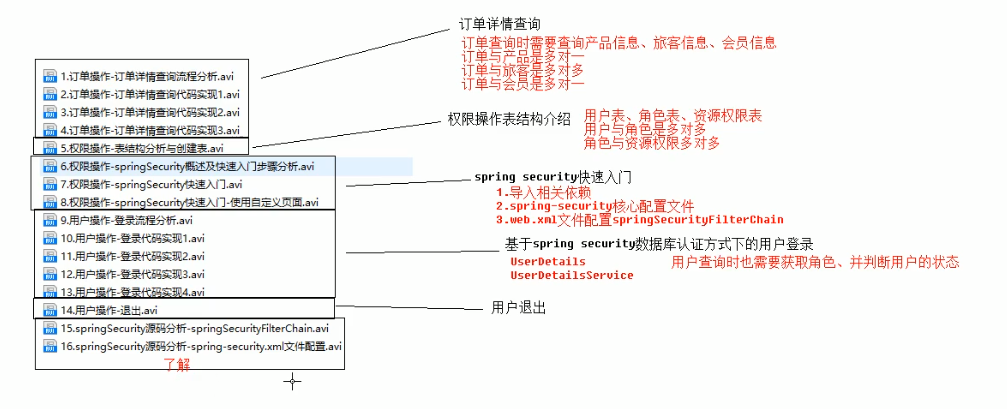 订单详情查询
订单查询时需要查询产品信息、旅客信息、会员信息
订单与产品是多对一
订单与旅客是多对多
订单与会员是多对一
1.订单操作-订单详情查询流程分析.avi
2.订单操作-订单详情查询代码实现1.avi
3.订单操作-订单详情查询代码实现2.avi
4.订单操作-订单详情查询代码实现3.avi
5.权限操作-表结构分析与创建表.avi
权限操作表结构介绍
用户表、角色表、资源权限表
用户与角色是多对多
角色与资源权限多对多
6.权限操作-springSecurity概述及快速入门步骤分析.avi
7.权限操作-springSecurity快速入门.avi
8.权限操作-springSecurity快速入门-使用自定义页面.avi
spring security快速入门
1.导入相关依赖
2.spring-security核心配置文件
3.web.xml文件配置springSecurityFilterChain
9.用户操作-登录流程分析.avi
10.用户操作-登录代码实现1.avi
11.用户操作-登录代码实现2.avi
12.用户操作-登录代码实现3.avi
13.用户操作-登录代码实现4.avi
基于spring security数据库认证方式下的用户登录
UserDetails
UserDetailsService
用户查询时也需要获取角色、并判断用户的状态
14.用户操作-退出.avi
用户退出
15.springSecurity源码分析-springSecurityFilterChain.avi
16.springSecurity源码分析-spring-security.xml文件配置.avi
了解